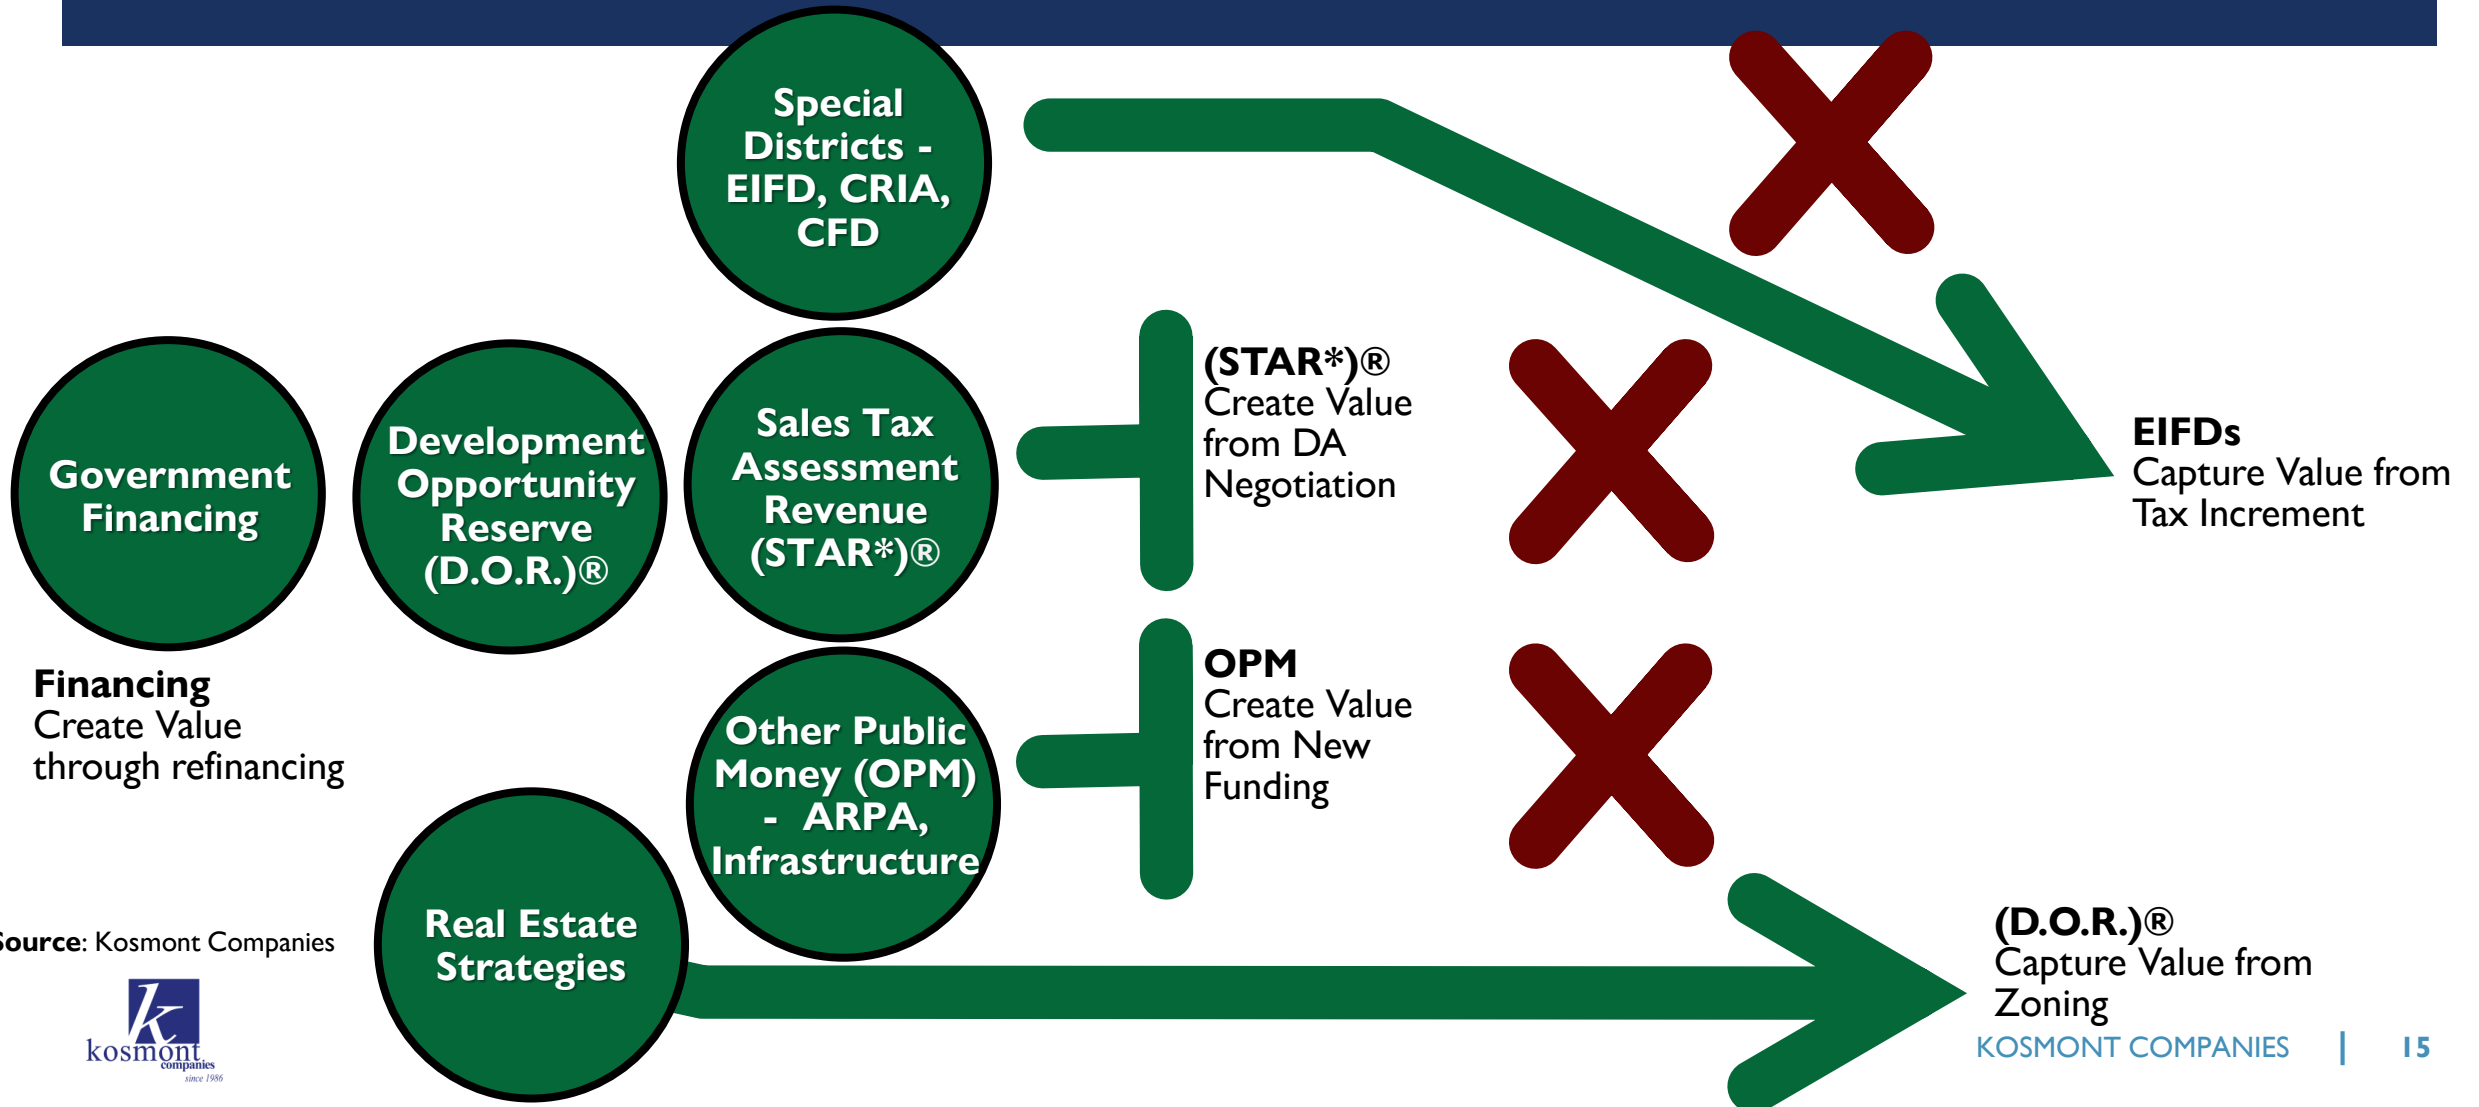 Special
Districts -
EIFD, CRIA,
CFD
Government
Financing
Development
Opportunity
Reserve
(D.O.R.)®
Sales Tax
Assessment
Revenue
(STAR*)®
(STAR*)®
Create Value
from DA
Negotiation
EIFDs
Capture Value from
Tax Increment
Financing
Create Value
through refinancing
Other Public
Money (OPM)
- ARPA,
Infrastructure
OPM
Create Value
from New
Funding
Real Estate
Strategies
(D.O.R.)®
Capture Value from
Zoning
Source: Kosmont Companies
k
kosmont
companies
since 1986
KOSMONT COMPANIES | 15